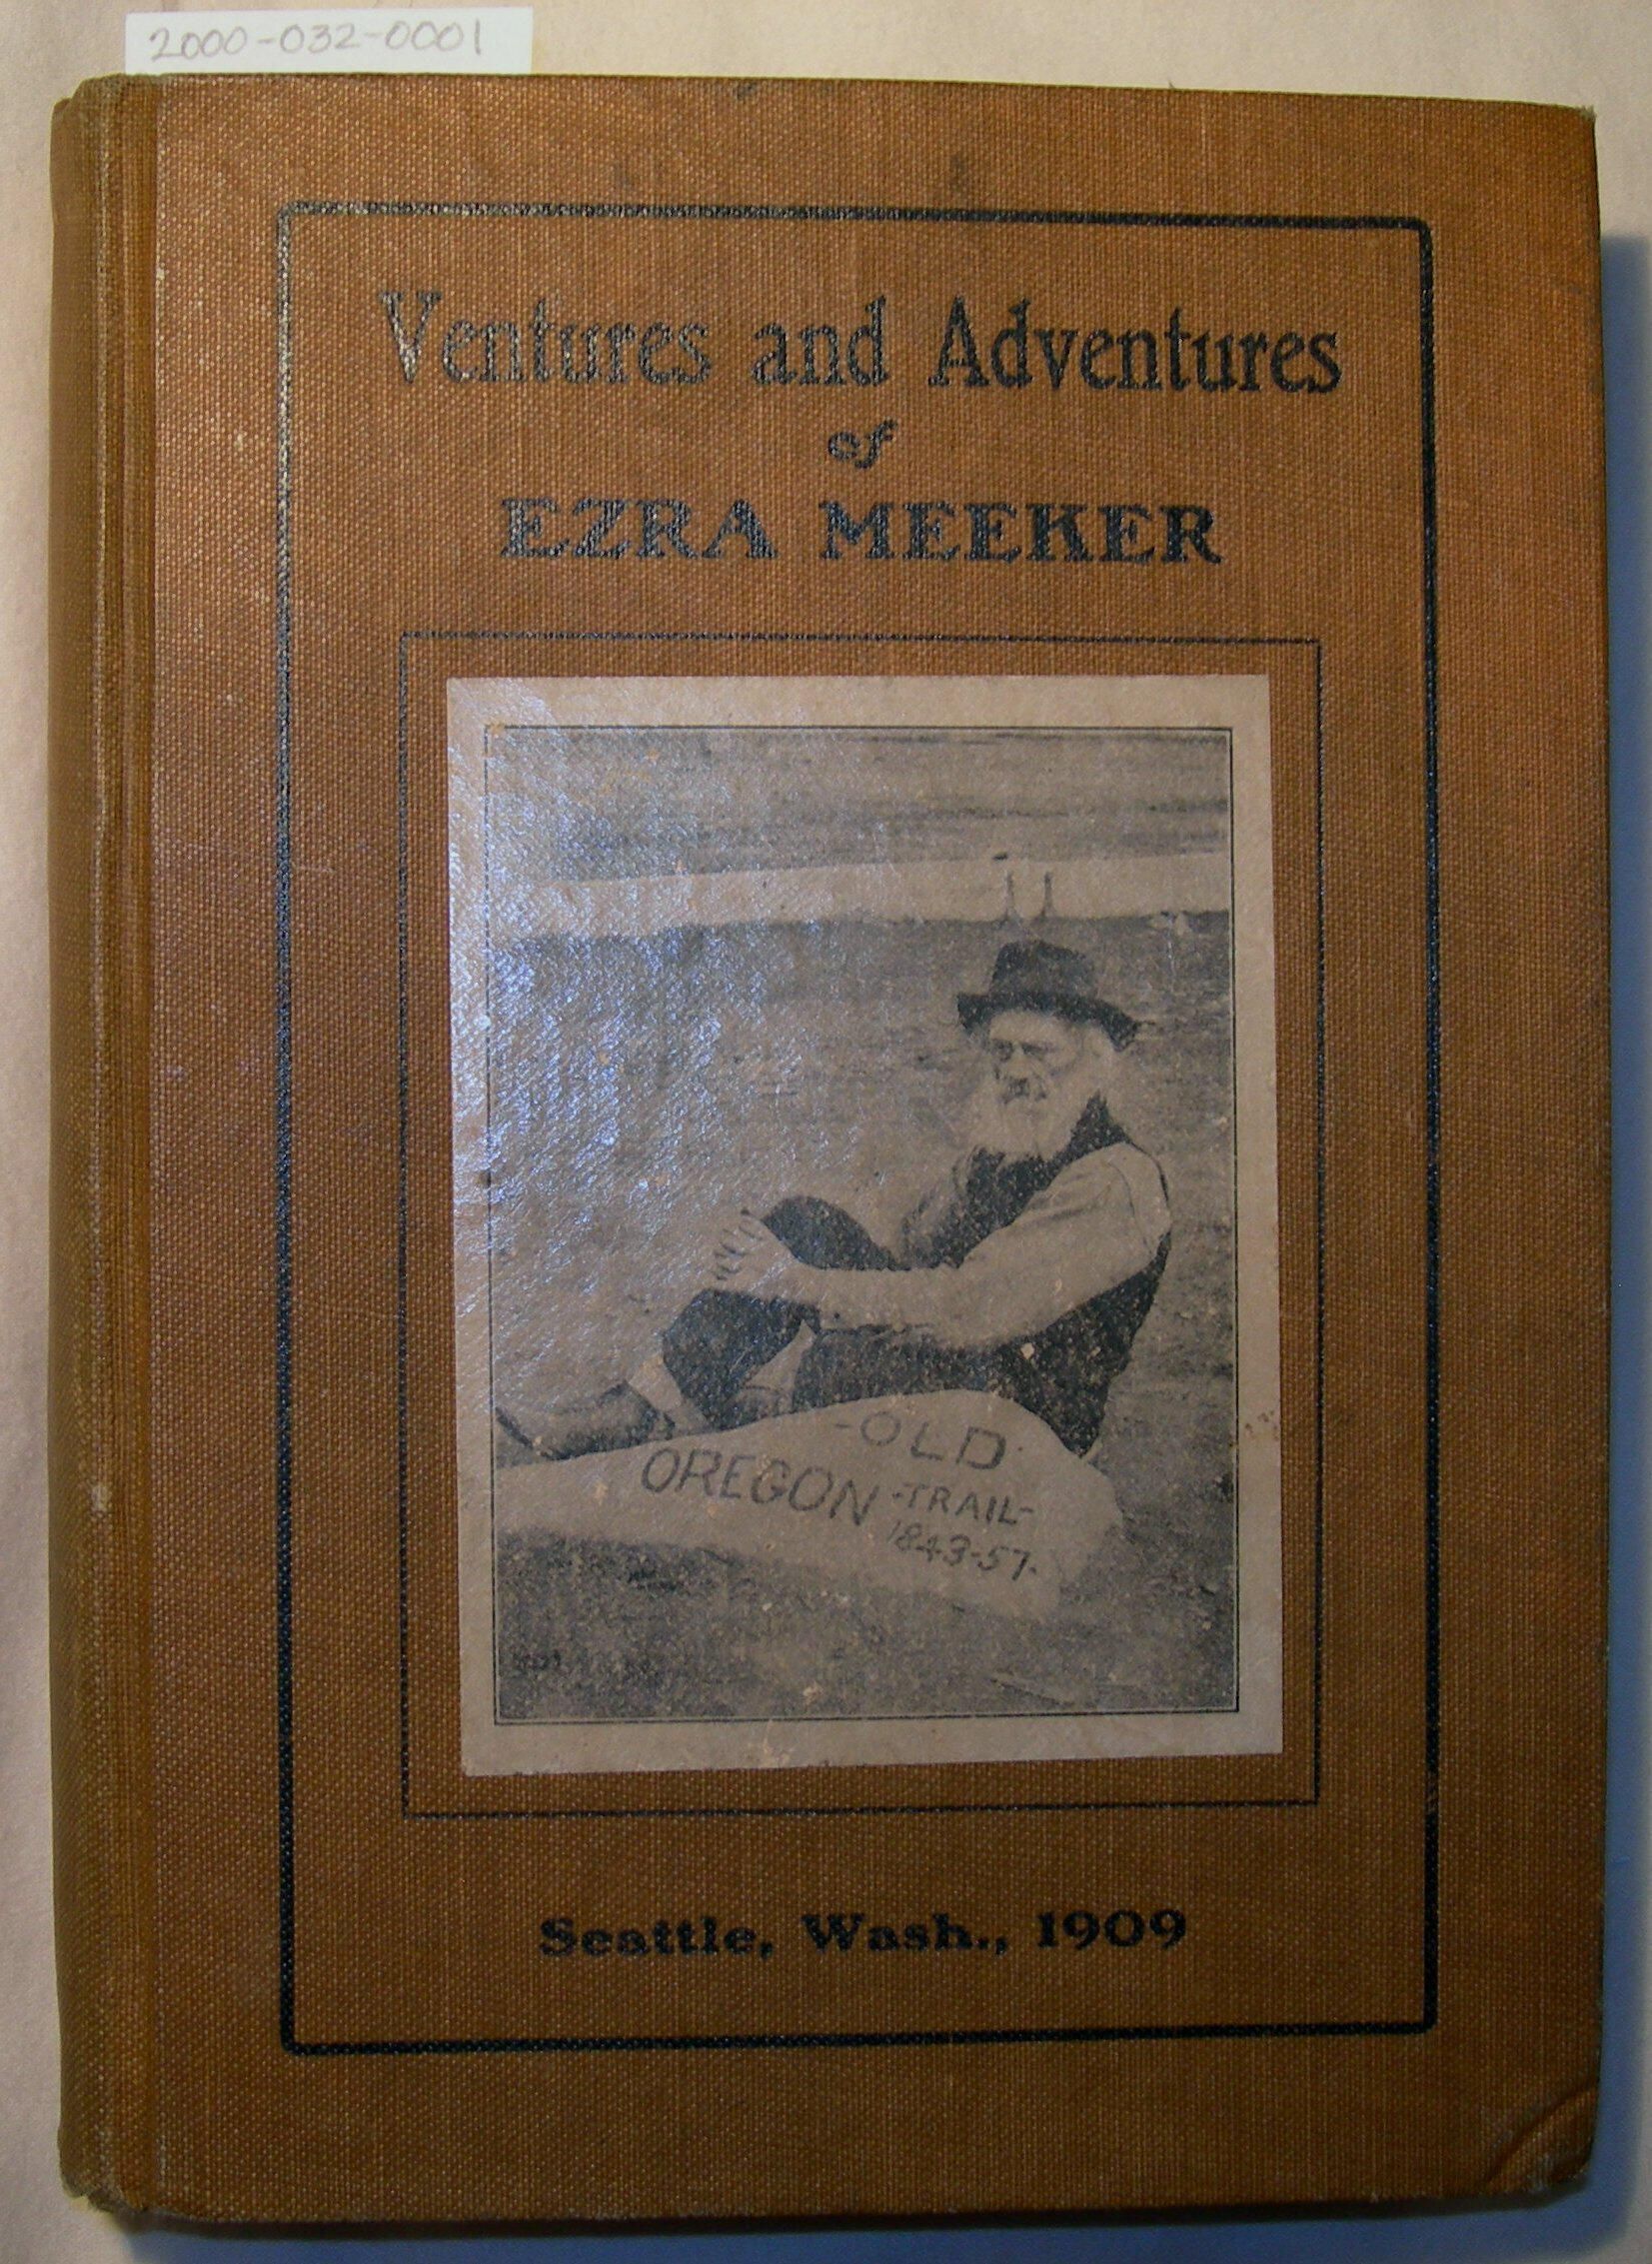 2000-032-0001
Ventures and Adventures
of
EZRA MEEKER
-OLD-
OREGON -TRAIL-
1843-57.
Seattle, Wash., 1909